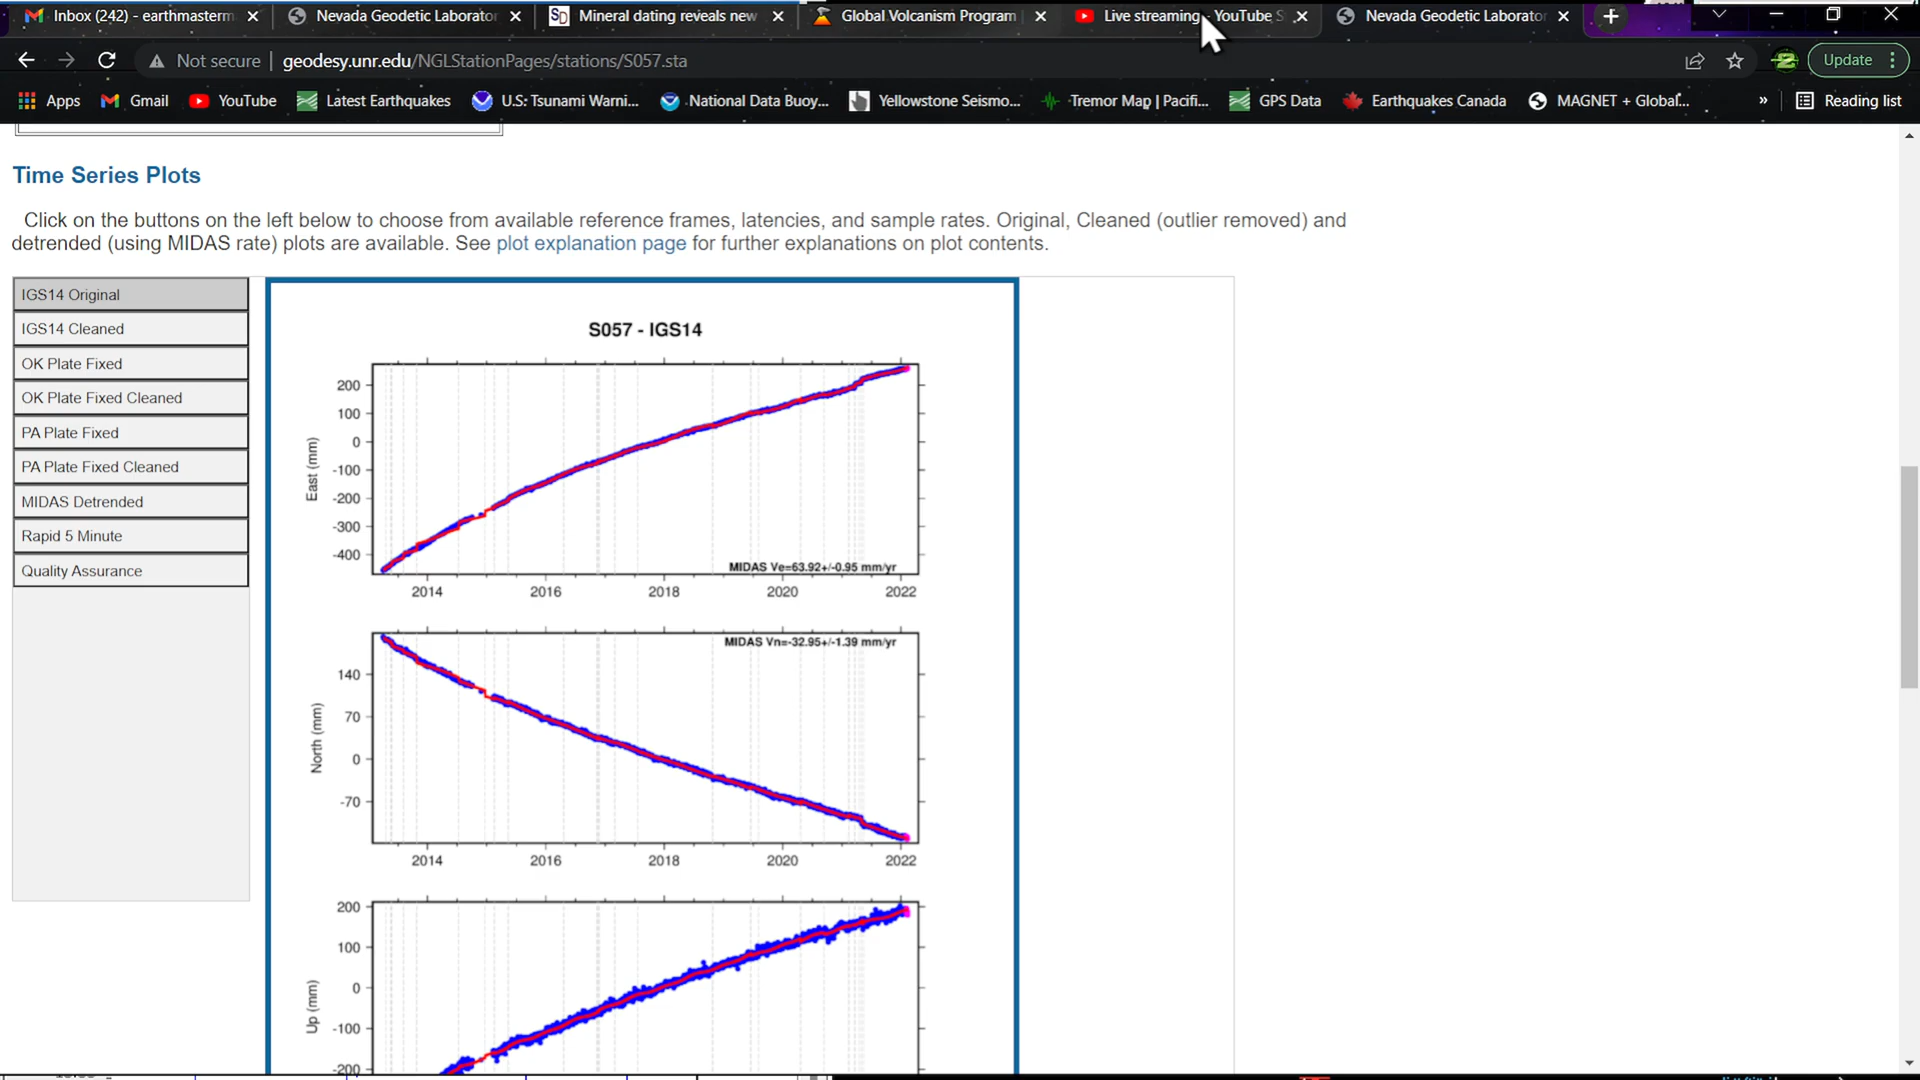 Inbox (242) - earthmasterm
Nevada Geodetic Laborator
SD Mineral dating reveals new
Global Volcanism Program
Live streaming - YouTube S
Nevada Geodetic Laborator
Not secure | geodesy.unr.edu/NGLStationPages/stations/S057.sta
Update
Apps
Gmail
YouTube
Latest Earthquakes
U.S. Tsunami Warni...
National Data Buoy...
Yellowstone Seismo...
Tremor Map | Pacifi...
GPS Data
Earthquakes Canada
MAGNET + Global...
»
Reading list
Time Series Plots
Click on the buttons on the left below to choose from available reference frames, latencies, and sample rates. Original, Cleaned (outlier removed) and
detrended (using MIDAS rate) plots are available. See plot explanation page for further explanations on plot contents.
IGS14 Original
IGS14 Cleaned
OK Plate Fixed
OK Plate Fixed Cleaned
PA Plate Fixed
PA Plate Fixed Cleaned
MIDAS Detrended
Rapid 5 Minute
Quality Assurance
S057 - IGS14
East (mm)
200
100
0
-100
-200
-300
-400
MIDAS Ve=63.92+/-0.95 mm/yr
2014 2016 2018 2020 2022
MIDAS Vn=-32.95+/-1.39 mm/yr
North (mm)
140
70
0
-70
2014 2016 2018 2020 2022
Up (mm)
200
100
0
-100
-200